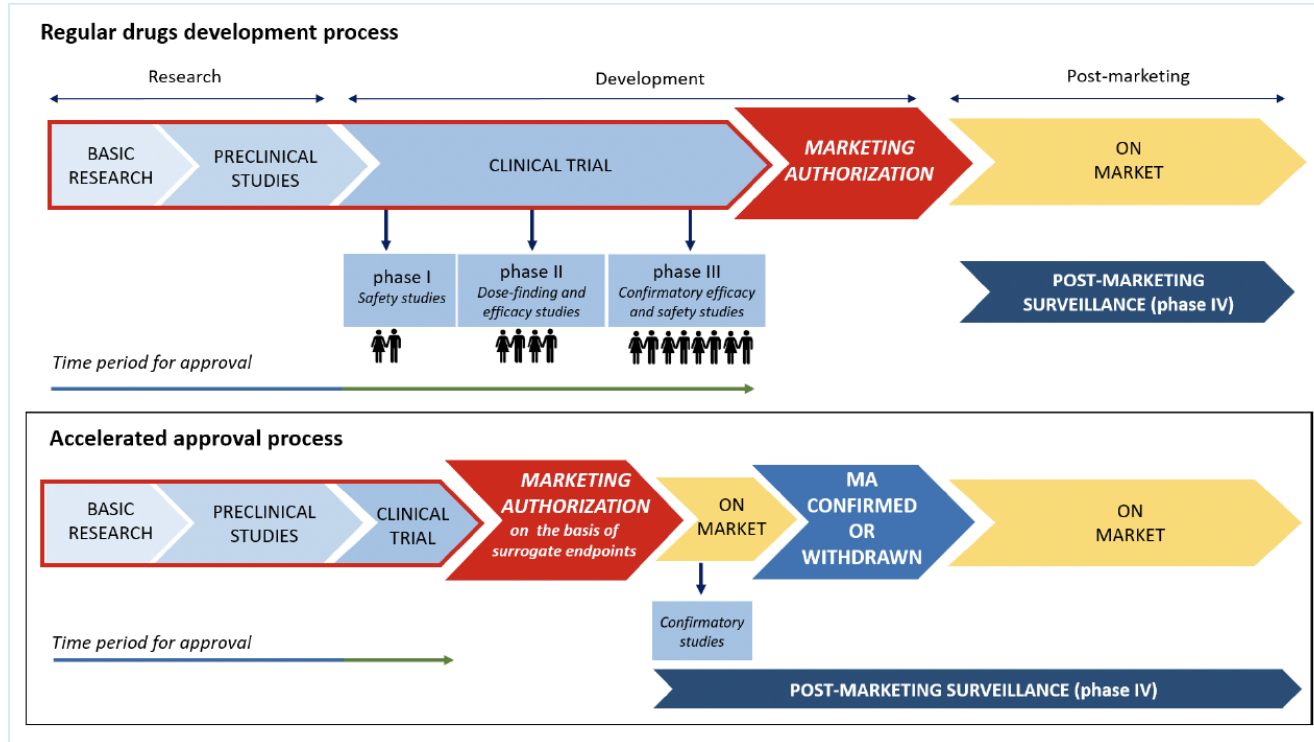 Regular drugs development process
Research
Development
Post-marketing
BASIC
RESEARCH
PRECLINICAL
STUDIES
CLINICAL TRIAL
MARKETING
AUTHORIZATION
ON
MARKET
phase I
Safety studies
phase II
Dose-finding and
efficacy studies
phase III
Confirmatory efficacy
and safety studies
POST-MARKETING
SURVEILLANCE (phase IV)
Time period for approval
Accelerated approval process
BASIC
RESEARCH
PRECLINICAL
STUDIES
CLINICAL
TRIAL
MARKETING
AUTHORIZATION
on the basis of
surrogate endpoints
ON
MARKET
MA
CONFIRMED
OR
WITHDRAWN
ON
MARKET
Confirmatory
studies
Time period for approval
POST-MARKETING SURVEILLANCE (phase IV)